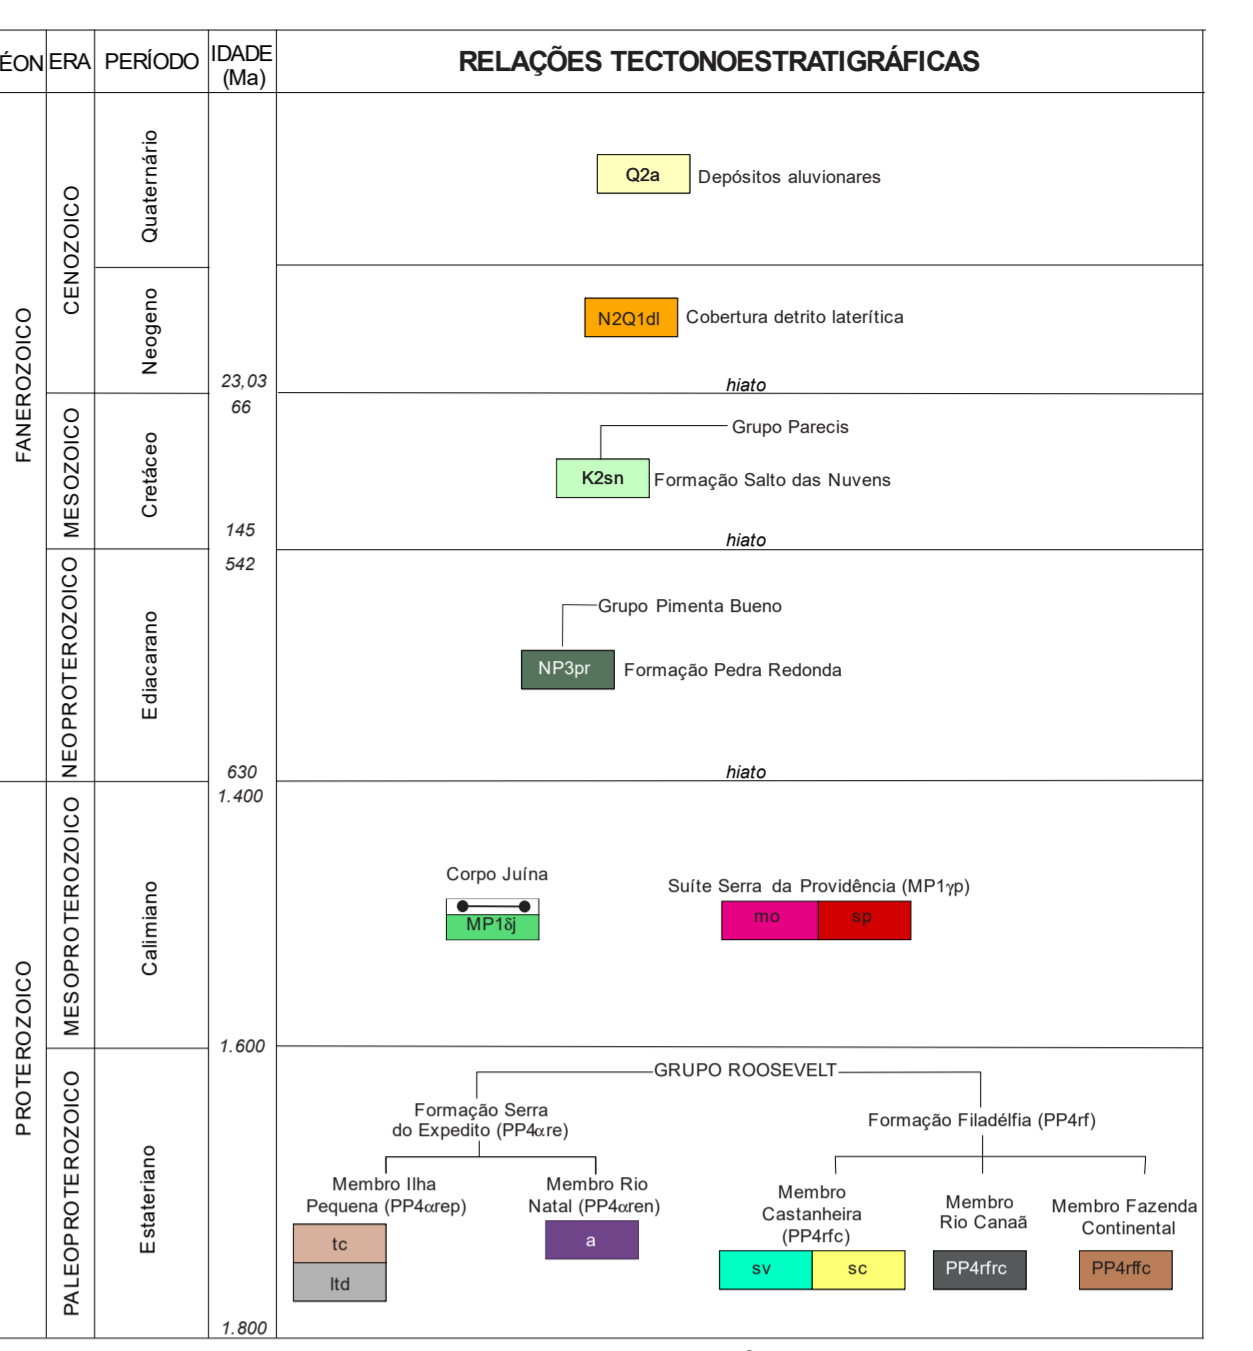 ÉON ERA PERÍODO IDADE (Ma) RELAÇÕES TECTONOESTRATIGRÁFICAS
FANEROZOICO
CENOZOICO
Quaternário
Q2a Depósitos aluvionares
Neogeno
N2Q1dl Cobertura detrito laterítica
23,03
hiato
MESOZOICO
Cretáceo
66
Grupo Parecis
K2sn Formação Salto das Nuvens
145
hiato
NEOPROTEROZOICO
Ediacarano
542
Grupo Pimenta Bueno
NP3pr Formação Pedra Redonda
630
hiato
PROTEROZOICO
MESOPROTEROZOICO
Calimiano
1.400
Corpo Juína
MP1δj
Suíte Serra da Providência (MP1γp)
mo sp
1.600
PALEOPROTEROZOICO
Estateriano
GRUPO ROOSEVELT
Formação Serra
do Expedito (PP4αre)
Formação Filadélfia (PP4rf)
Membro Ilha
Pequena (PP4αrep)
tc
ltd
Membro Rio
Natal (PP4αren)
a
Membro
Castanheira
(PP4rfc)
sv sc
Membro
Rio Canaã
PP4rfrc
Membro Fazenda
Continental
PP4rffc
1.800